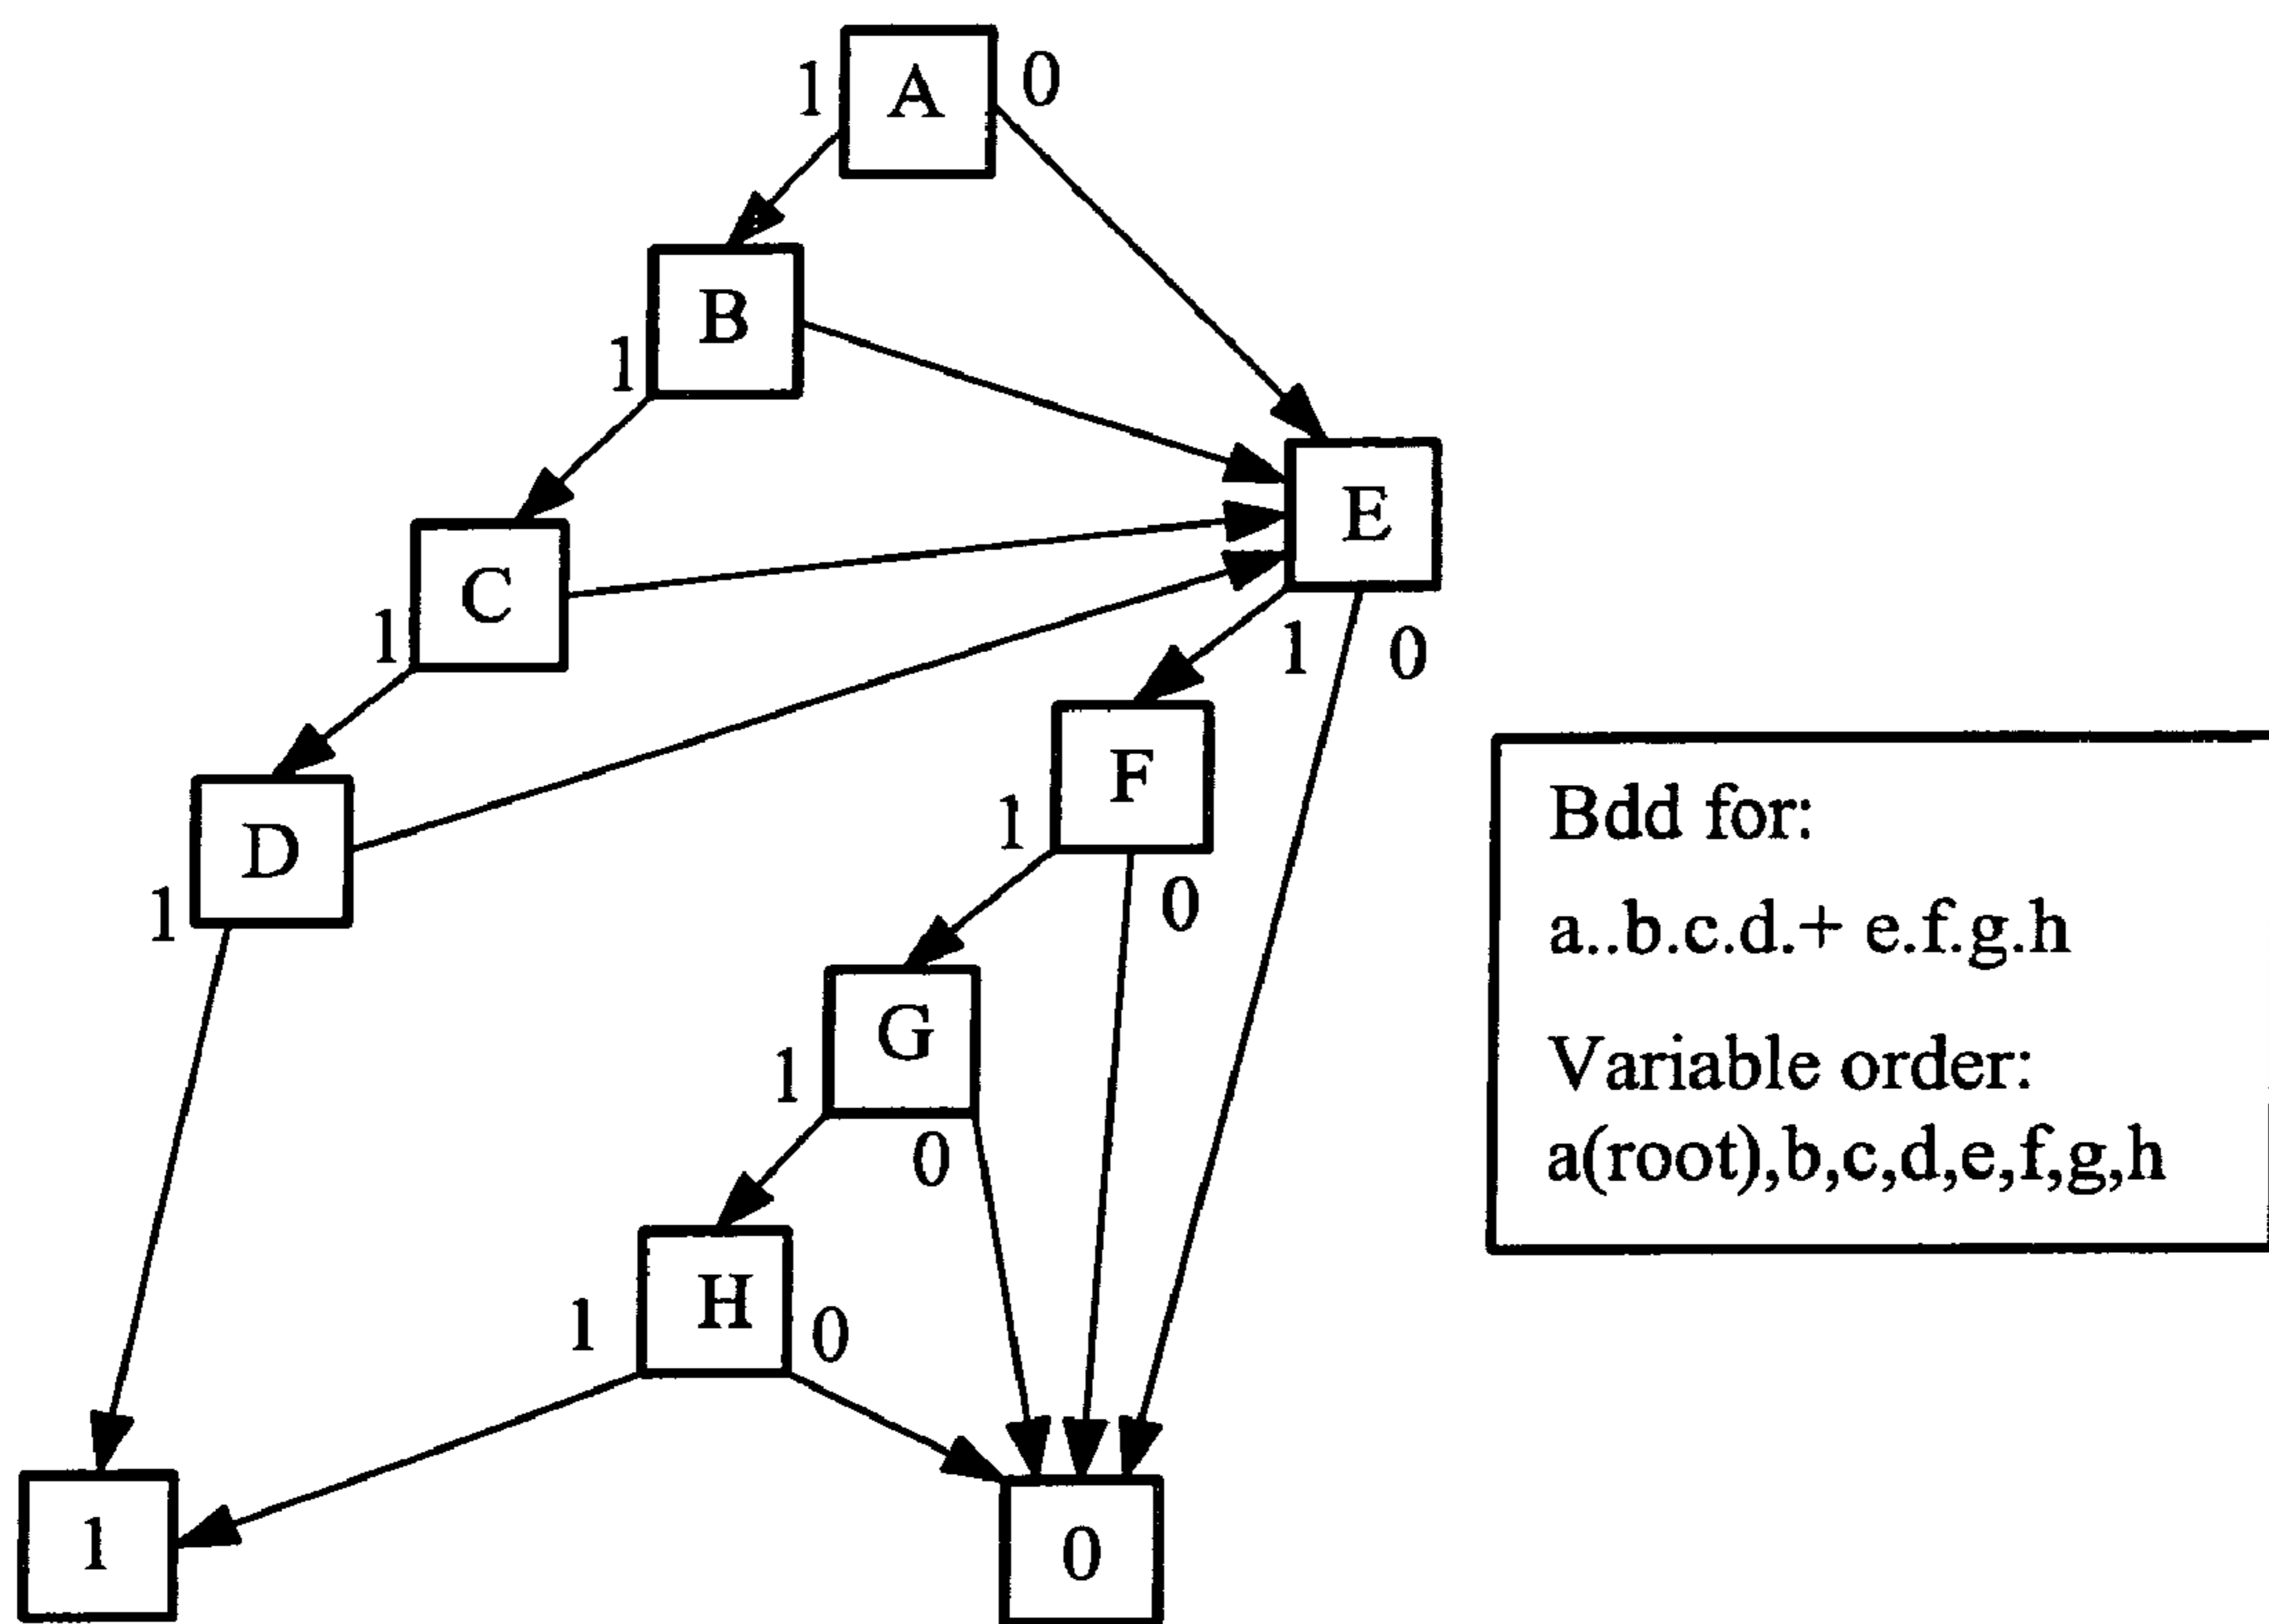 1 A 0
B
1
E
C
1
1 0
F
D
1
1
0
G
1
0
H
1 0
1
0
Bdd for:
a..b.c.d.+ e.f.g.h
Variable order:
a(root),b,c,d,e,f,g,h